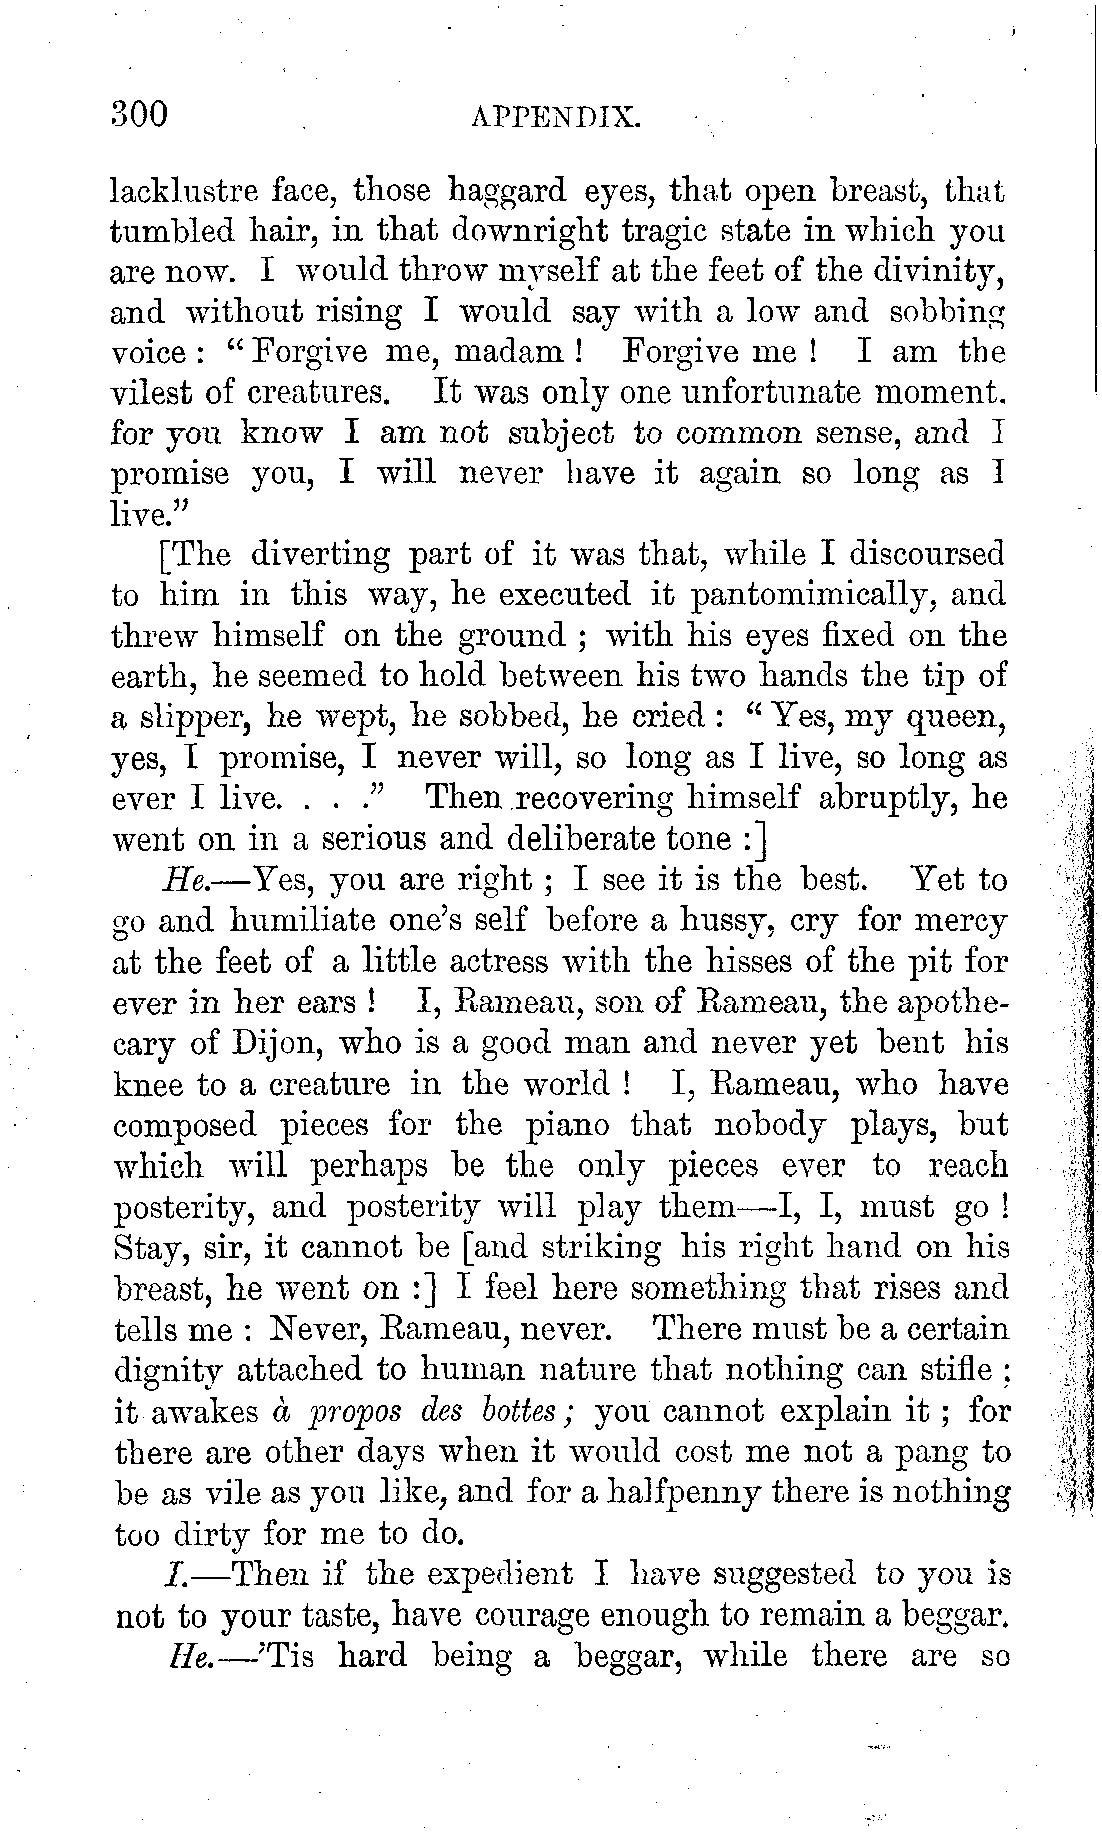 300 APPENDIX.
lacklustre face, those haggard eyes, that open breast, that
tumbled hair, in that downright tragic state in which you
are now. I would throw myself at the feet of the divinity,
and without rising I would say with a low and sobbing
voice : “ Forgive me, madam ! Forgive me ! I am the
vilest of creatures. It was only one unfortunate moment.
for you know I am not subject to common sense, and I
promise you, I will never have it again so long as I
live.”
[The diverting part of it was that, while I discoursed
to him in this way, he executed it pantomimically, and
threw himself on the ground ; with his eyes fixed on the
earth, he seemed to hold between his two hands the tip of
a slipper, he wept, he sobbed, he cried : “ Yes, my queen,
yes, I promise, I never will, so long as I live, so long as
ever I live. . . .” Then recovering himself abruptly, he
went on in a serious and deliberate tone :]
He.—Yes, you are right ; I see it is the best. Yet to
go and humiliate one’s self before a hussy, cry for mercy
at the feet of a little actress with the hisses of the pit for
ever in her ears ! I, Rameau, son of Rameau, the apothe-
cary of Dijon, who is a good man and never yet bent his
knee to a creature in the world ! I, Rameau, who have
composed pieces for the piano that nobody plays, but
which will perhaps be the only pieces ever to reach
posterity, and posterity will play them—I, I, must go !
Stay, sir, it cannot be [and striking his right hand on his
breast, he went on :] I feel here something that rises and
tells me : Never, Rameau, never. There must be a certain
dignity attached to human nature that nothing can stifle ;
it awakes à propos des bottes ; you cannot explain it ; for
there are other days when it would cost me not a pang to
be as vile as you like, and for a halfpenny there is nothing
too dirty for me to do.
I.—Then if the expedient I have suggested to you is
not to your taste, have courage enough to remain a beggar.
He.—’Tis hard being a beggar, while there are so